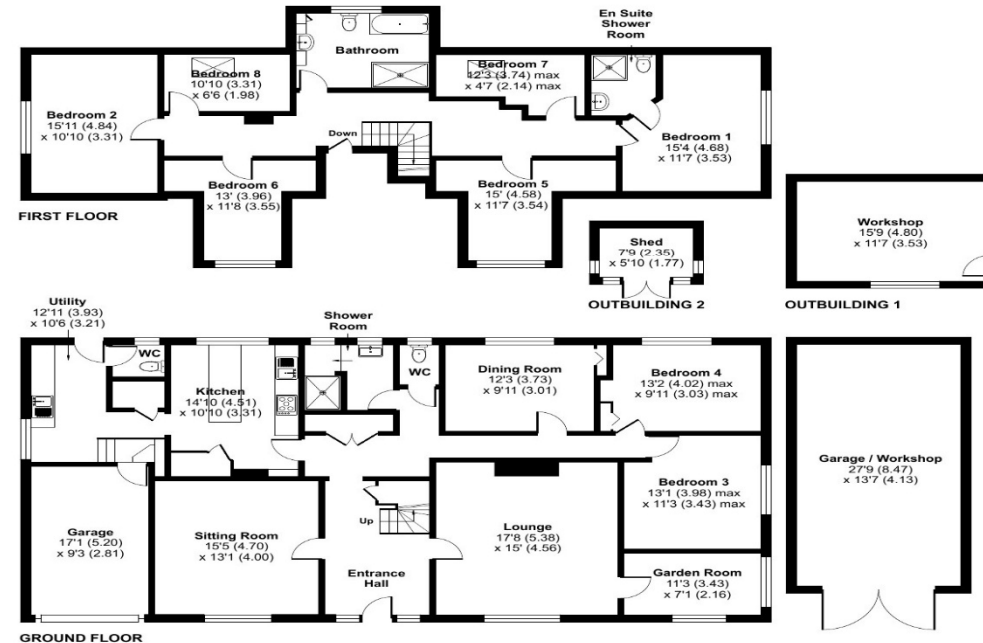 En Suite
Shower
Room
Bathroom
Bedroom 8
10'10 (3.31)
x 6'6 (1.98)
Bedroom 7
12'3 (3.74) max
x 4'7 (2.14) max
Bedroom 2
15'11 (4.84)
x 10'10 (3.31)
Down
Bedroom 1
15'4 (4.68)
x 11'7 (3.53)
Bedroom 6
13' (3.96)
x 11'8 (3.55)
Bedroom 5
15' (4.58)
x 11'7 (3.54)
FIRST FLOOR
Workshop
15'9 (4.80)
x 11'7 (3.53)
Shed
7'9 (2.35)
x 5'10 (1.77)
OUTBUILDING 2
OUTBUILDING 1
Utility
12'11 (3.93)
x 10'6 (3.21)
Shower
Room
WC
WC
Kitchen
14'10 (4.51)
x 10'10 (3.31)
Dining Room
12'3 (3.73)
x 9'11 (3.01)
Bedroom 4
13'2 (4.02) max
x 9'11 (3.03) max
Garage / Workshop
27'9 (8.47)
x 13'7 (4.13)
Bedroom 3
13'1 (3.98) max
x 11'3 (3.43) max
Garage
17'1 (5.20)
x 9'3 (2.81)
Sitting Room
15'5 (4.70)
x 13'1 (4.00)
Up
Lounge
17'8 (5.38)
x 15' (4.56)
Entrance
Hall
Garden Room
11'3 (3.43)
x 7'1 (2.16)
GROUND FLOOR